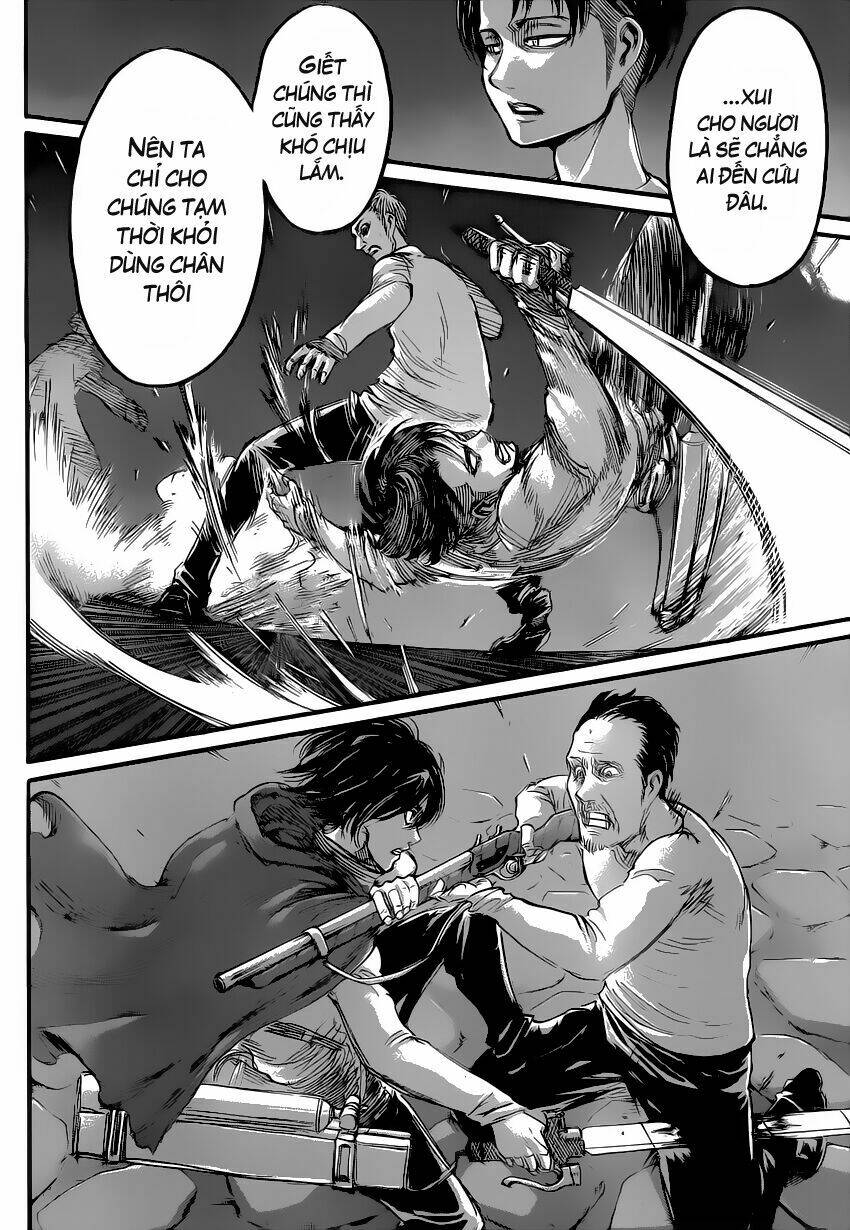 ...XUI
CHO NGƯƠI
LÀ SẼ CHẲNG
AI ĐẾN CỨU
ĐÂU.
GIẾT
CHÚNG THÌ
CŨNG THẤY
KHÓ CHỊU
LẮM.
NÊN TA
CHỈ CHO
CHÚNG TẠM
THỜI KHỎI
DÙNG CHÂN
THÔI